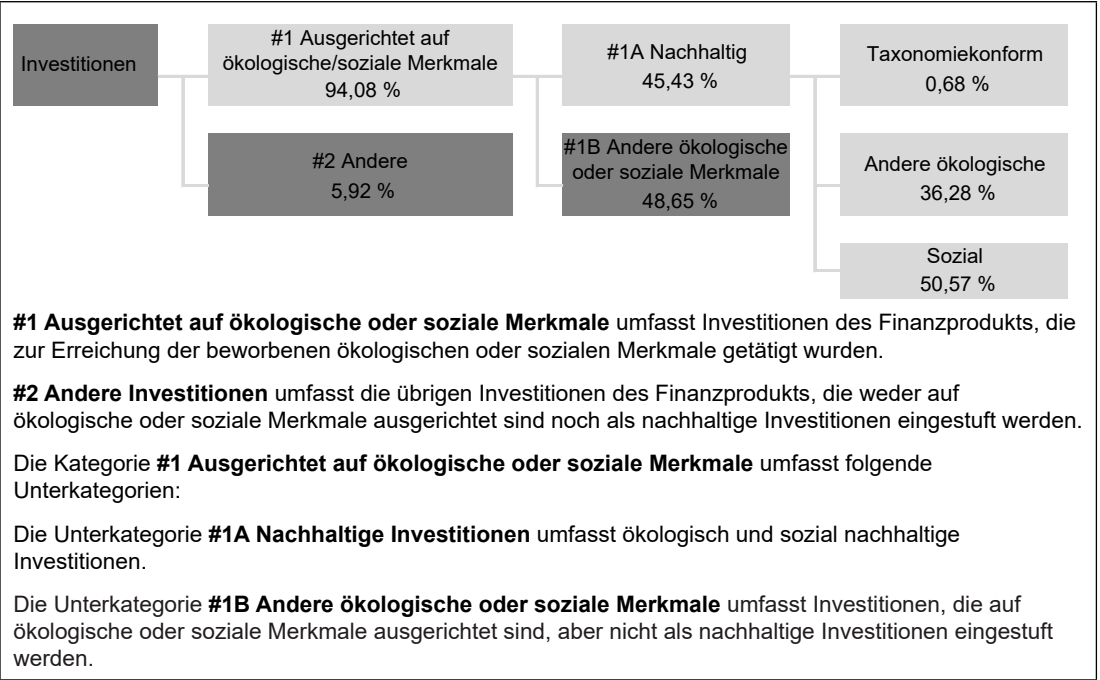 Investitionen
#1 Ausgerichtet auf
ökologische/soziale Merkmale
94,08 %
#1A Nachhaltig
45,43 %
Taxonomiekonform
0,68 %
#2 Andere
5,92 %
#1B Andere ökologische
oder soziale Merkmale
48,65 %
Andere ökologische
36,28 %
Sozial
50,57 %
#1 Ausgerichtet auf ökologische oder soziale Merkmale umfasst Investitionen des Finanzprodukts, die
zur Erreichung der beworbenen ökologischen oder sozialen Merkmale getätigt wurden.
#2 Andere Investitionen umfasst die übrigen Investitionen des Finanzprodukts, die weder auf
ökologische oder soziale Merkmale ausgerichtet sind noch als nachhaltige Investitionen eingestuft werden.
Die Kategorie #1 Ausgerichtet auf ökologische oder soziale Merkmale umfasst folgende
Unterkategorien:
Die Unterkategorie #1A Nachhaltige Investitionen umfasst ökologisch und sozial nachhaltige
Investitionen.
Die Unterkategorie #1B Andere ökologische oder soziale Merkmale umfasst Investitionen, die auf
ökologische oder soziale Merkmale ausgerichtet sind, aber nicht als nachhaltige Investitionen eingestuft
werden.